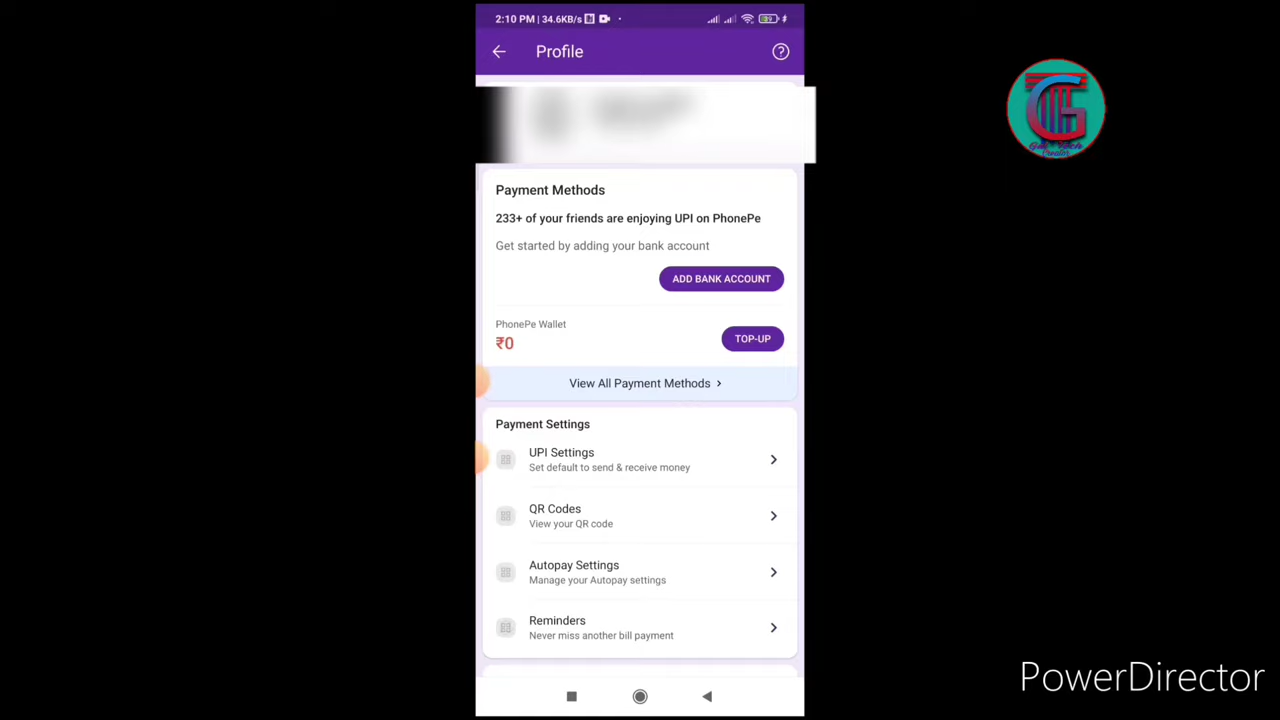 2:10 PM | 34.6KB/s
Profile
Payment Methods
233+ of your friends are enjoying UPI on PhonePe
Get started by adding your bank account
ADD BANK ACCOUNT
PhonePe Wallet
₹0
TOP-UP
View All Payment Methods >
Payment Settings
UPI Settings
Set default to send & receive money
QR Codes
View your QR code
Autopay Settings
Manage your Autopay settings
Reminders
Never miss another bill payment
PowerDirector